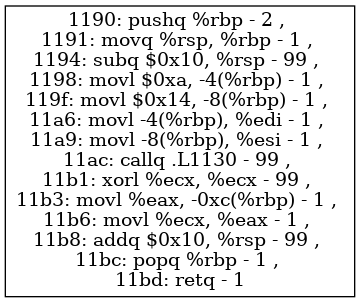 1190: pushq %rbp - 2 ,
1191: movq %rsp, %rbp - 1 ,
1194: subq $0x10, %rsp - 99 ,
1198: movl $0xa, -4(%rbp) - 1 ,
119f: movl $0x14, -8(%rbp) - 1 ,
11a6: movl -4(%rbp), %edi - 1 ,
11a9: movl -8(%rbp), %esi - 1 ,
11ac: callq .L1130 - 99 ,
11b1: xorl %ecx, %ecx - 99 ,
11b3: movl %eax, -0xc(%rbp) - 1 ,
11b6: movl %ecx, %eax - 1 ,
11b8: addq $0x10, %rsp - 99 ,
11bc: popq %rbp - 1 ,
11bd: retq - 1